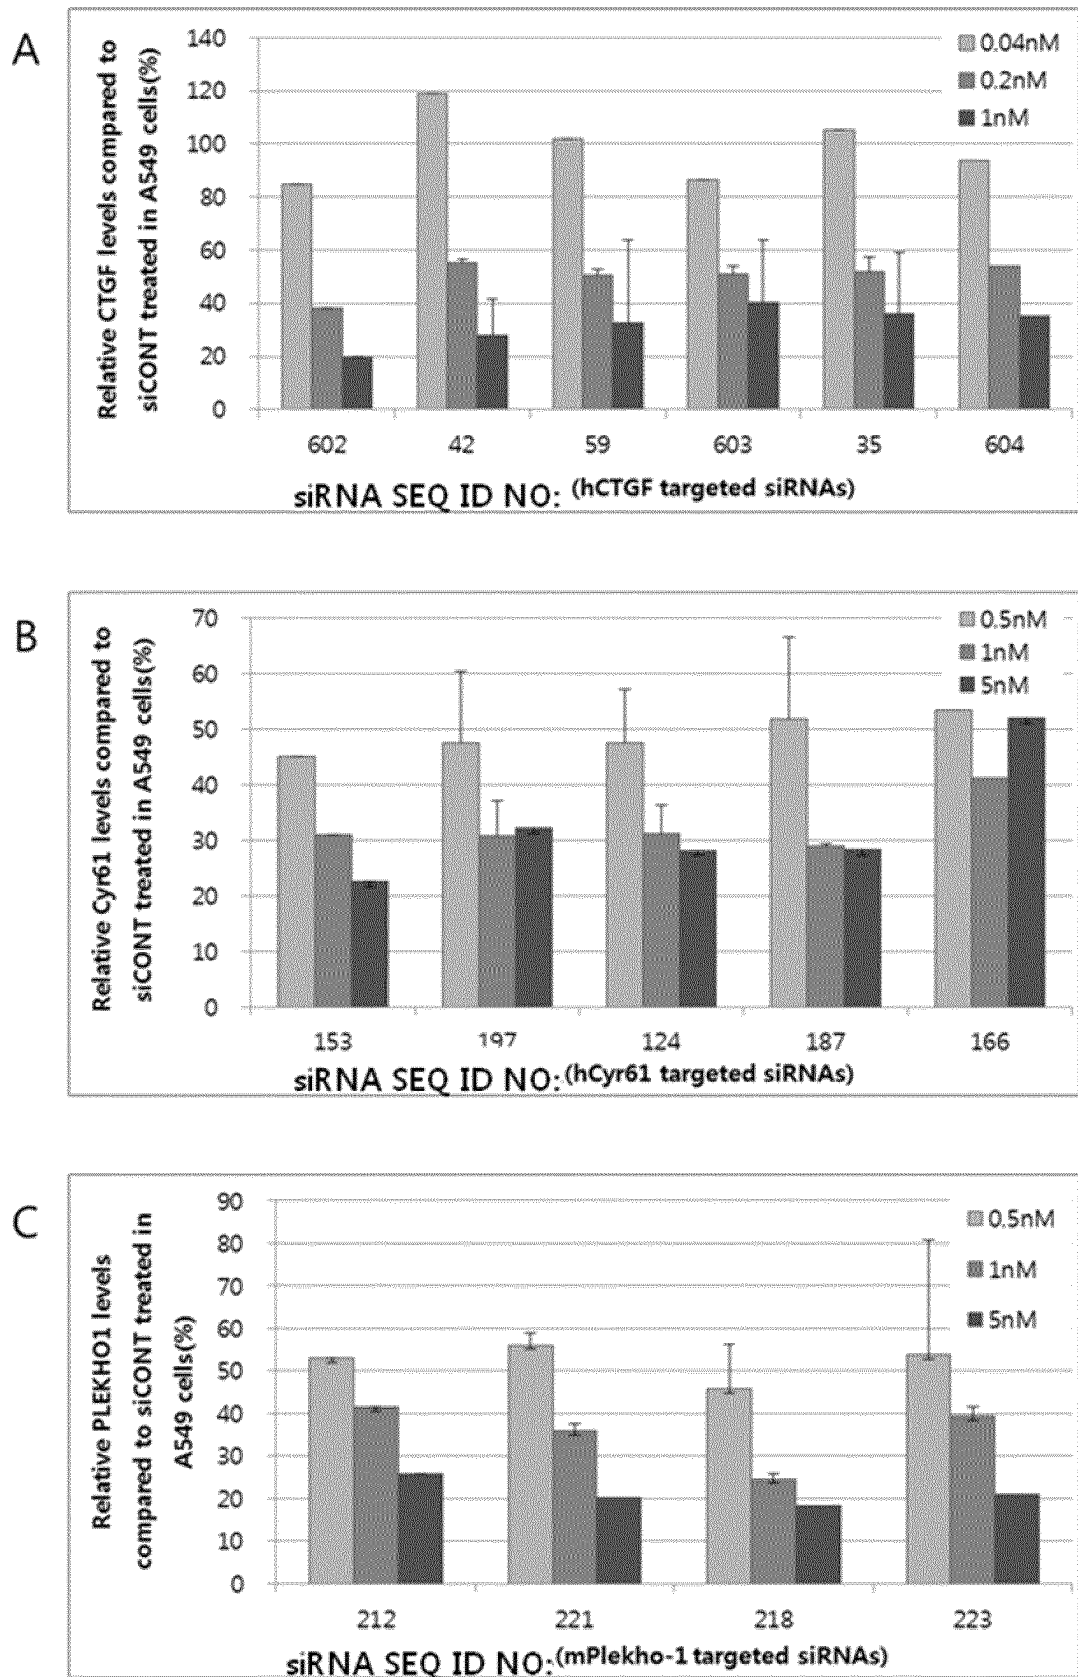 A
Relative CTGF levels compared to
siCONT treated in A549 cells(%)
140
120
100
80
60
40
20
0
0.04nM
0.2nM
1nM
602 42 59 603 35 604
siRNA SEQ ID NO: (hCTGF targeted siRNAs)
B
Relative Cyr61 levels compared to
siCONT treated in A549 cells(%)
70
60
50
40
30
20
10
0
0.5nM
1nM
5nM
153 197 124 187 166
siRNA SEQ ID NO: (hCyr61 targeted siRNAs)
C
Relative PLEKHO1 levels
compared to siCONT treated in
A549 cells(%)
90
80
70
60
50
40
30
20
10
0
0.5nM
1nM
5nM
212 221 218 223
siRNA SEQ ID NO: (mPlekho-1 targeted siRNAs)